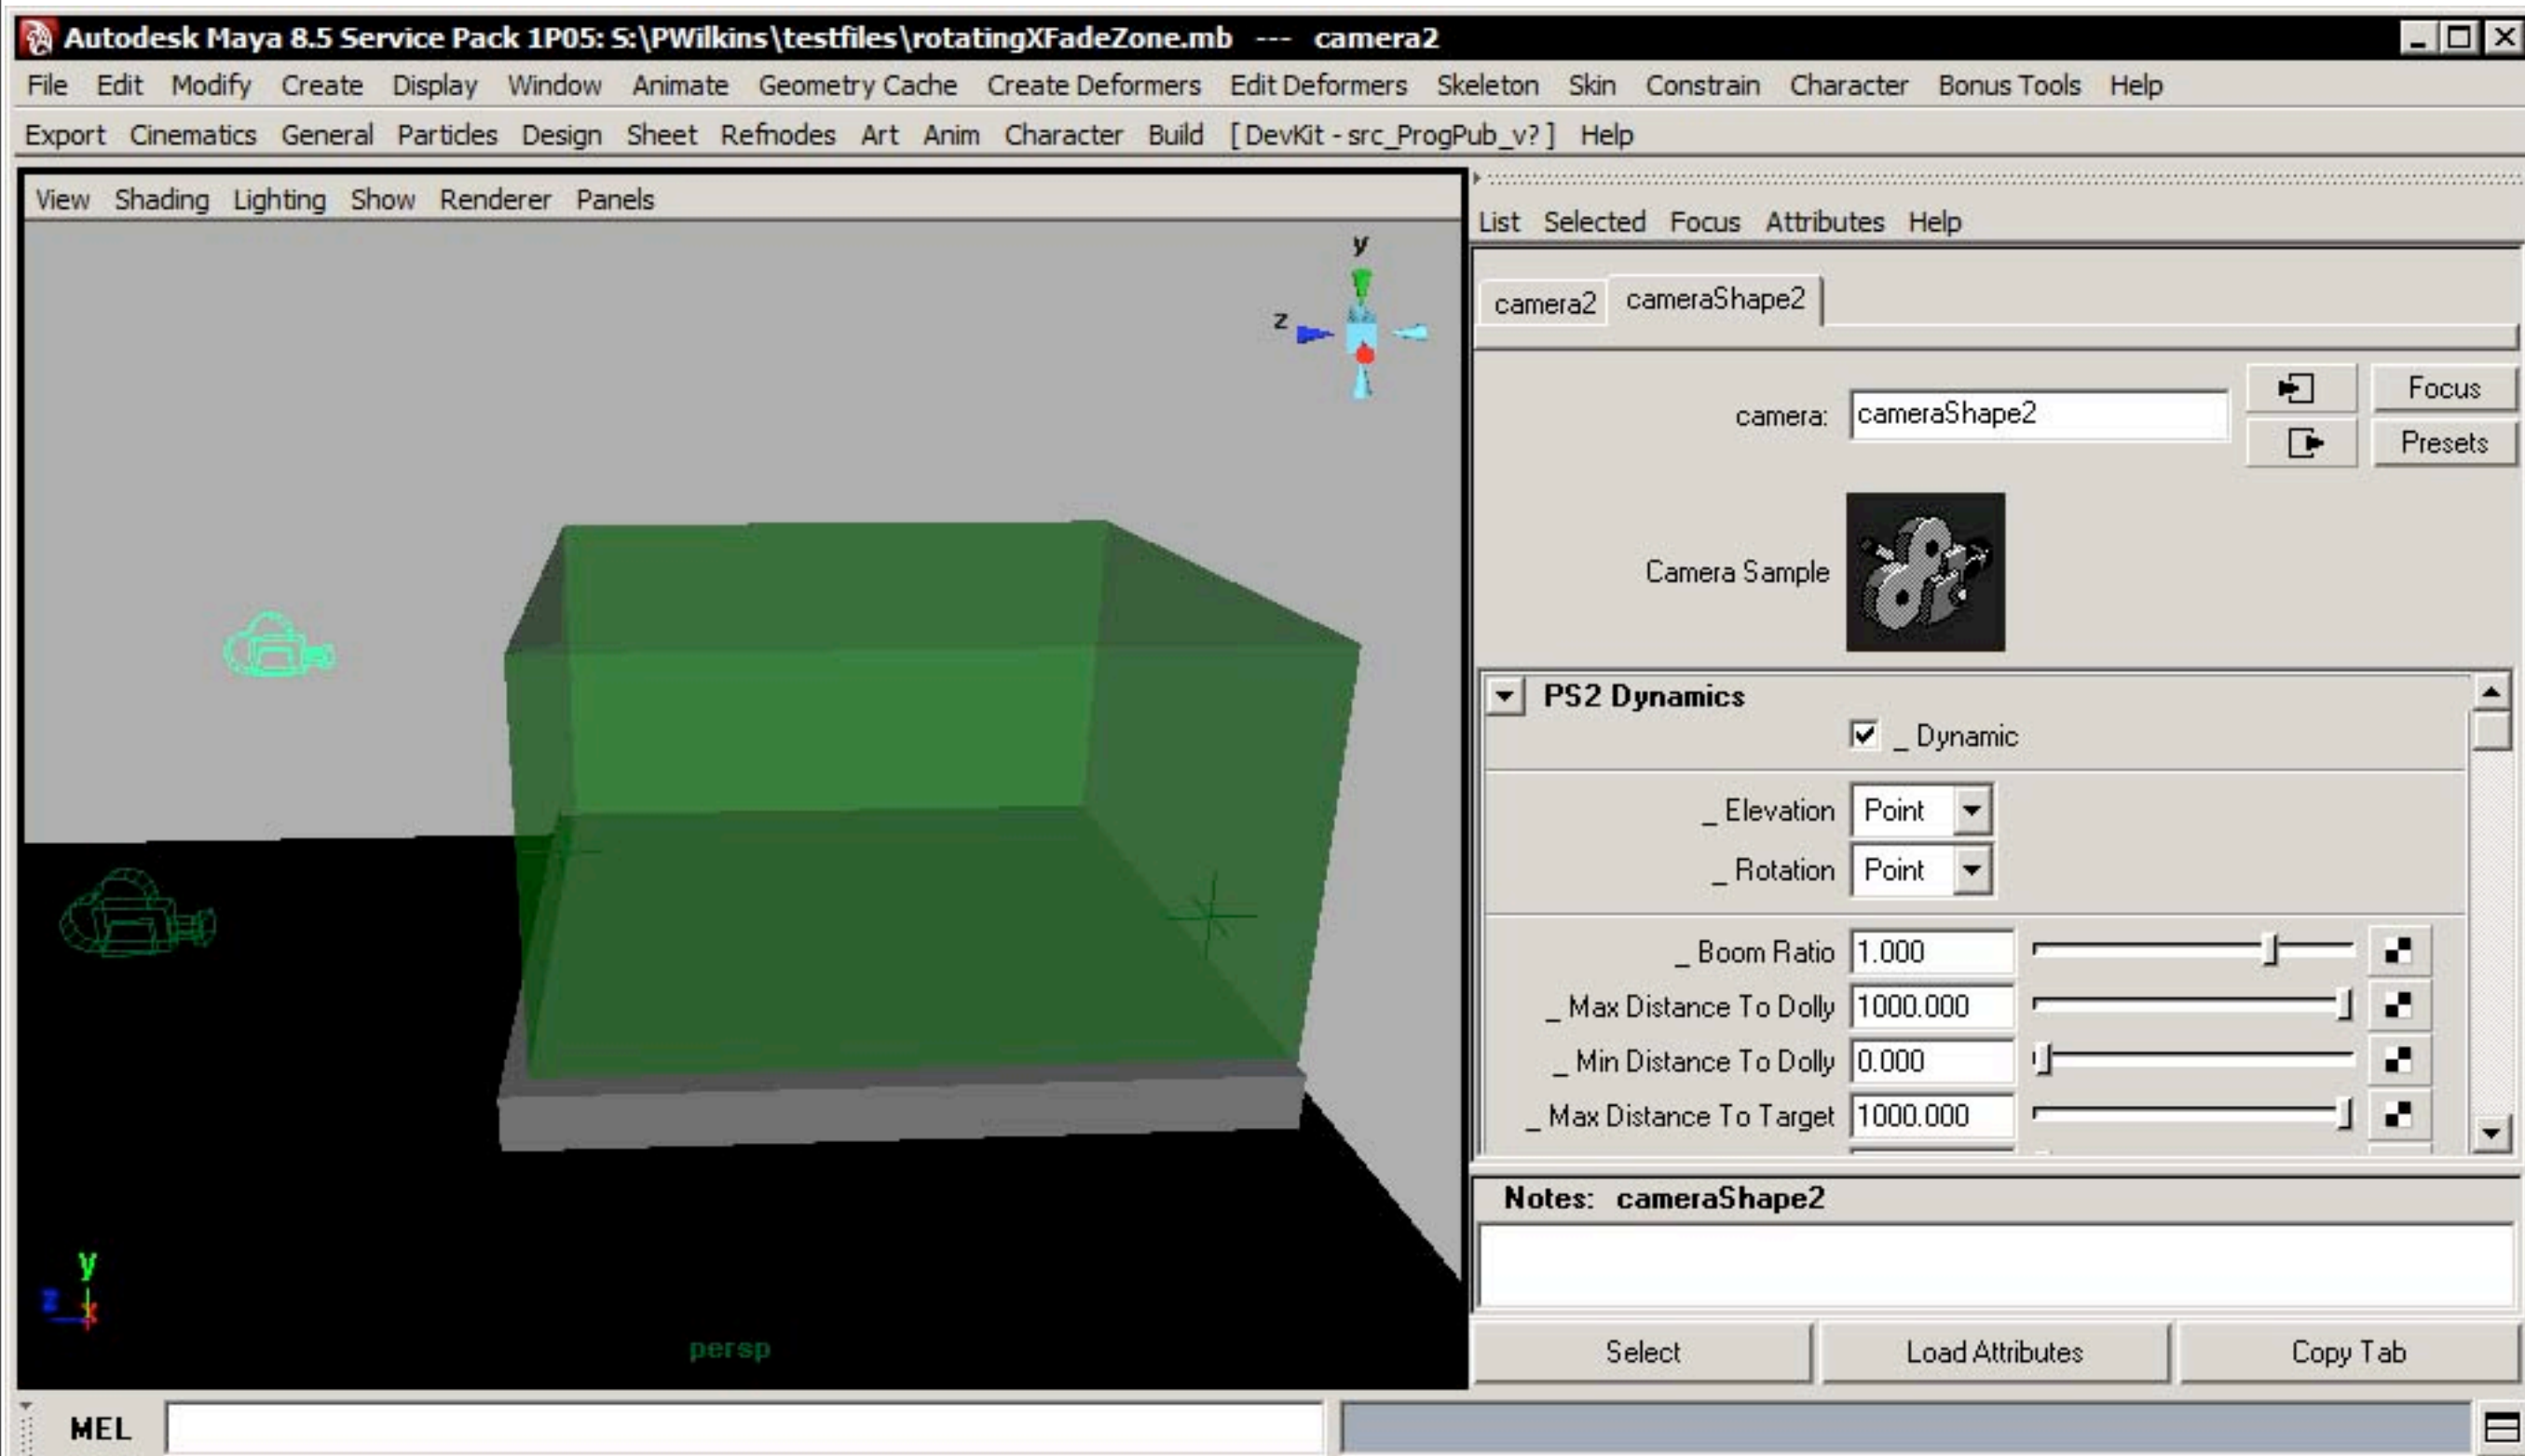 Autodesk Maya 8.5 Service Pack 1P05: S:\PWilkins\testfiles\rotatingXFadeZone.mb --- camera2
File Edit Modify Create Display Window Animate Geometry Cache Create Deformers Edit Deformers Skeleton Skin Constrain Character Bonus Tools Help
Export Cinematics General Particles Design Sheet Refnodes Art Anim Character Build [ DevKit - src_ProgPub_v? ] Help
View Shading Lighting Show Renderer Panels
List Selected Focus Attributes Help
y
z
camera2 cameraShape2
camera: cameraShape2
Focus
Presets
Camera Sample
PS2 Dynamics
_ Dynamic
_ Elevation Point
_ Rotation Point
_ Boom Ratio 1.000
_ Max Distance To Dolly 1000.000
_ Min Distance To Dolly 0.000
_ Max Distance To Target 1000.000
Notes: cameraShape2
y
z x
persp
Select Load Attributes Copy Tab
MEL